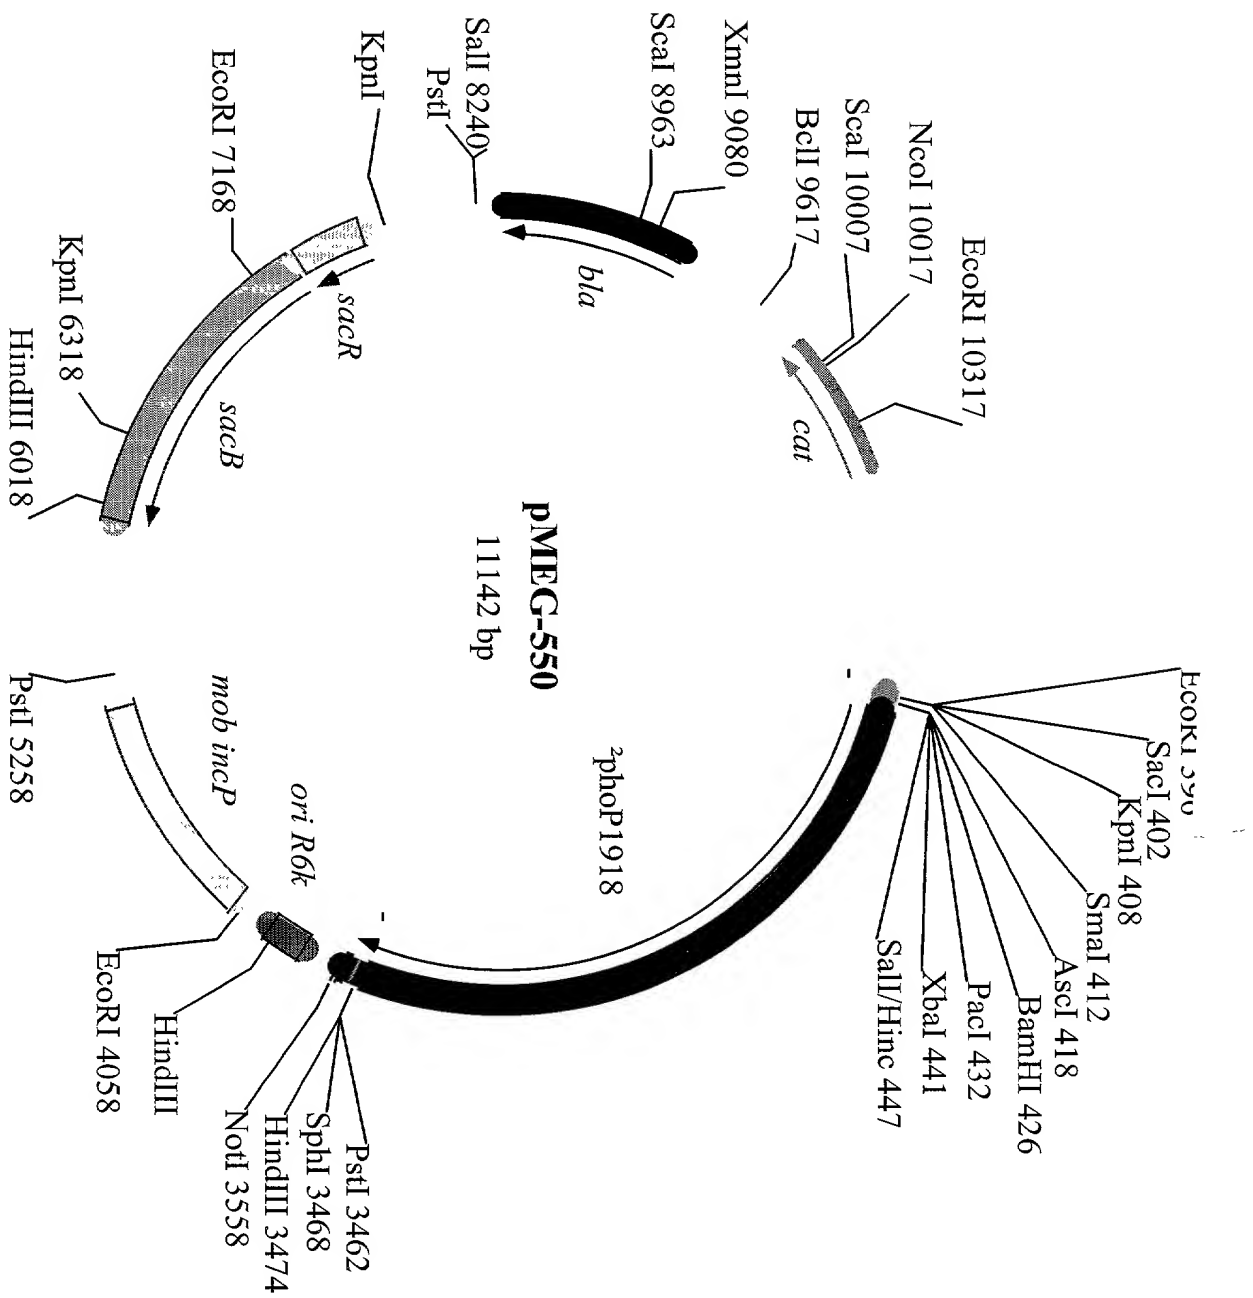 EcoRI
SacI 402
KpnI 408
SmaI 412
AscI 418
BamHI 426
PacI 432
XbaI 441
SalI/Hinc 447
EcoRI 10317
NcoI 10017
ScaI 10007
BclI 9617
XmnI 9080
ScaI 8963
SalI 8240
PstI
KpnI
EcoRI 7168
KpnI 6318
HindIII 6018
cat
bla
sacR
sacB
pMEG-550
11142 bp
²phoP1918
mob incP
ori R6k
PstI 5258
EcoRI 4058
HindIII
NotI 3558
HindIII 3474
SphI 3468
PstI 3462